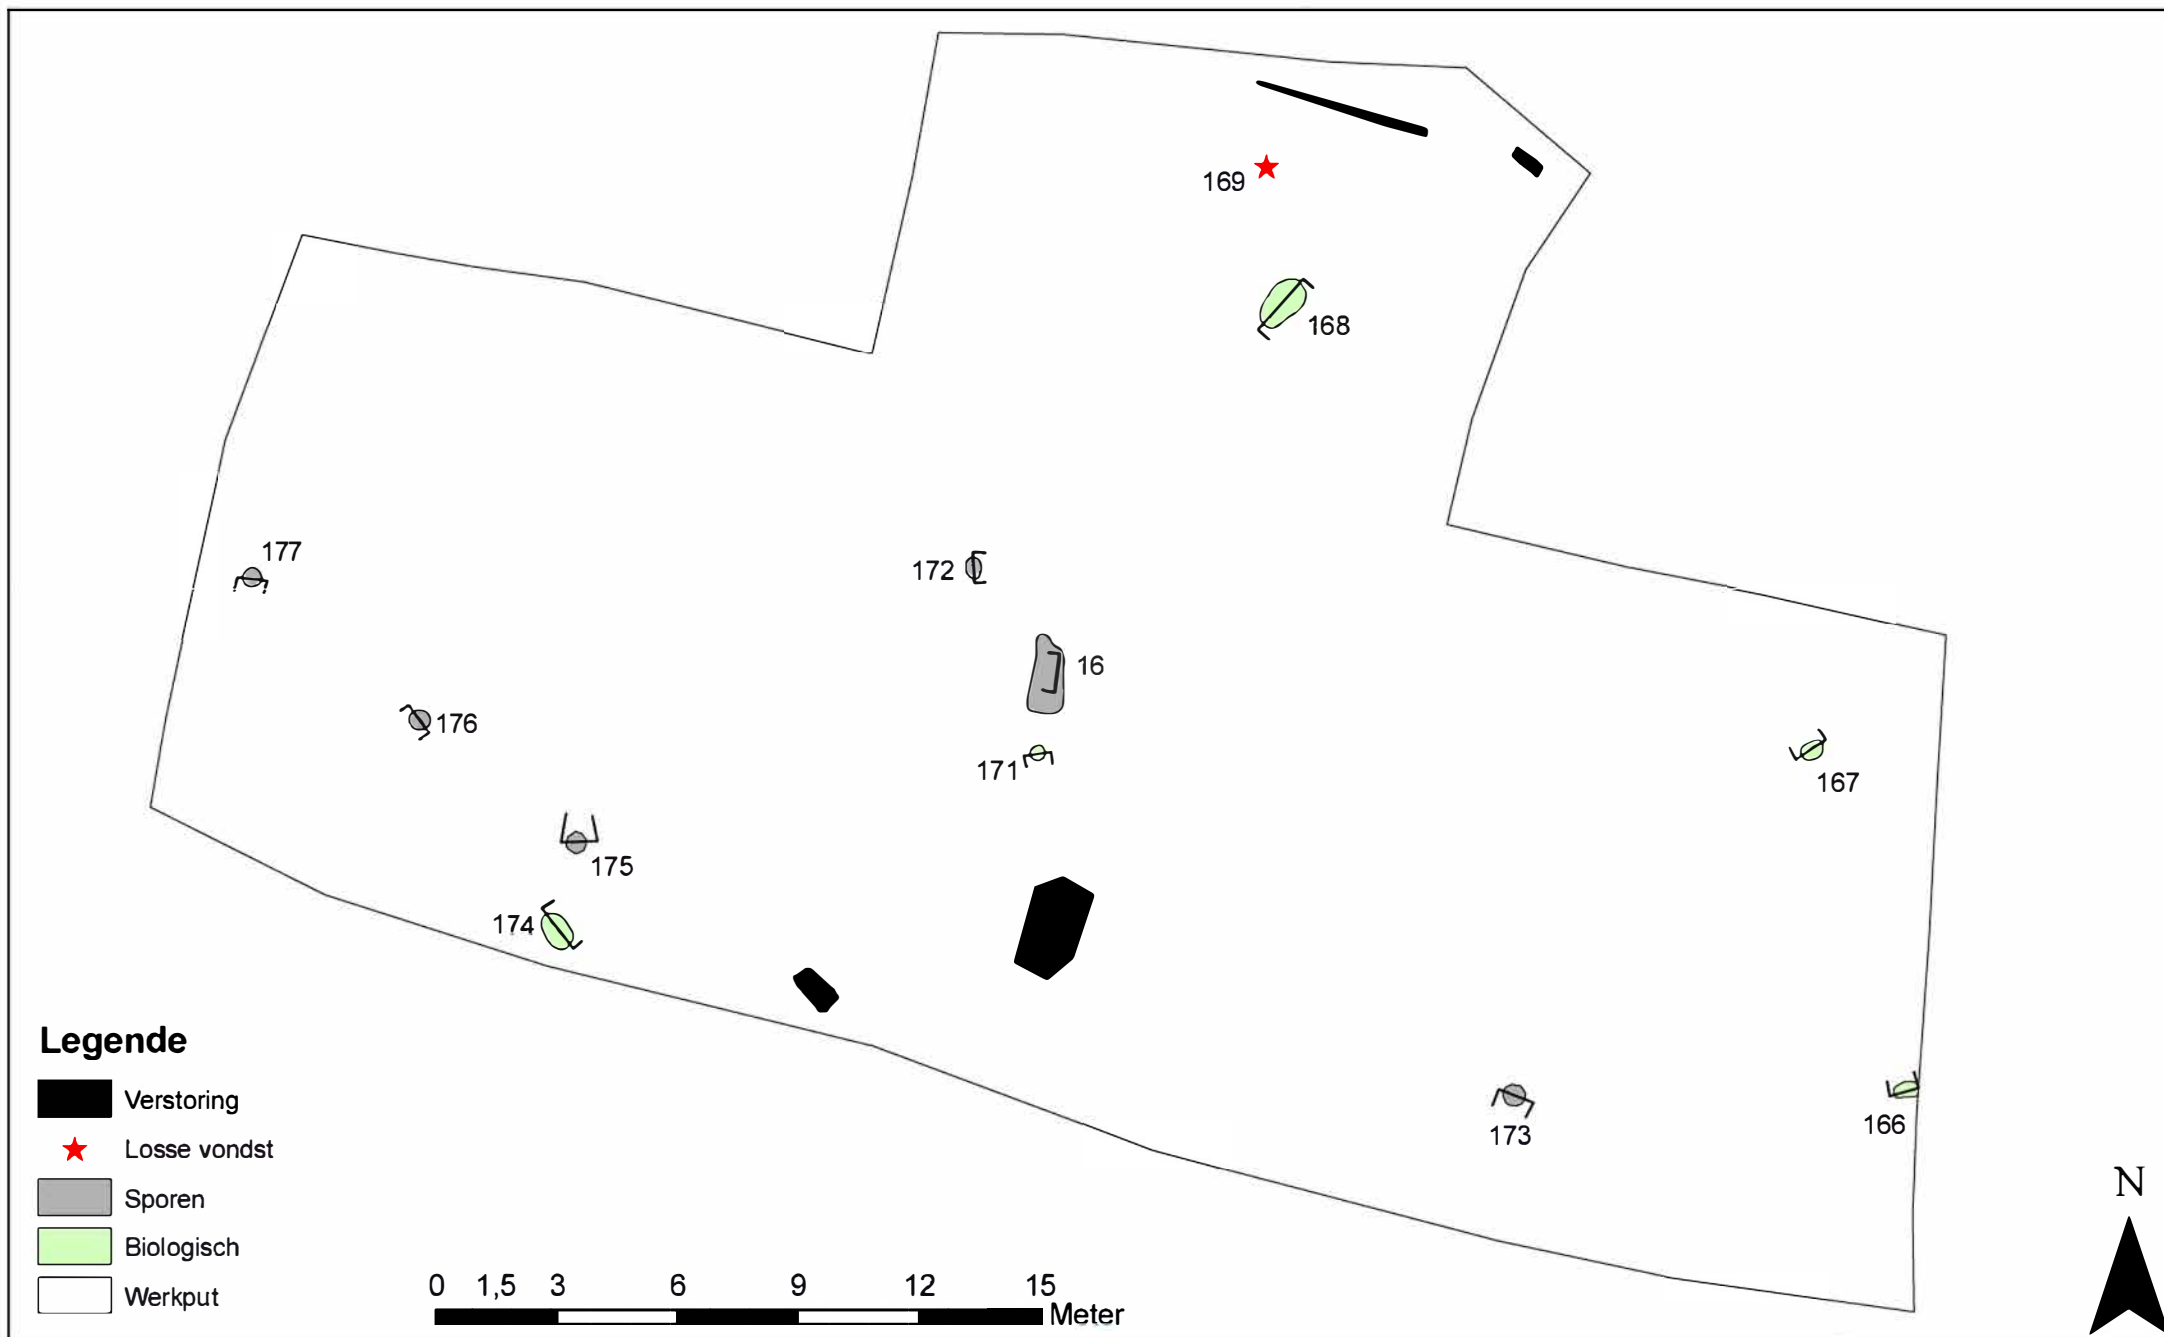 169
168
177
172
16
176
171
167
175
174
173
166
Legende
Verstoring
Losse vondst
Sporen
Biologisch
Werkput
0 1,5 3 6 9 12 15
Meter
N